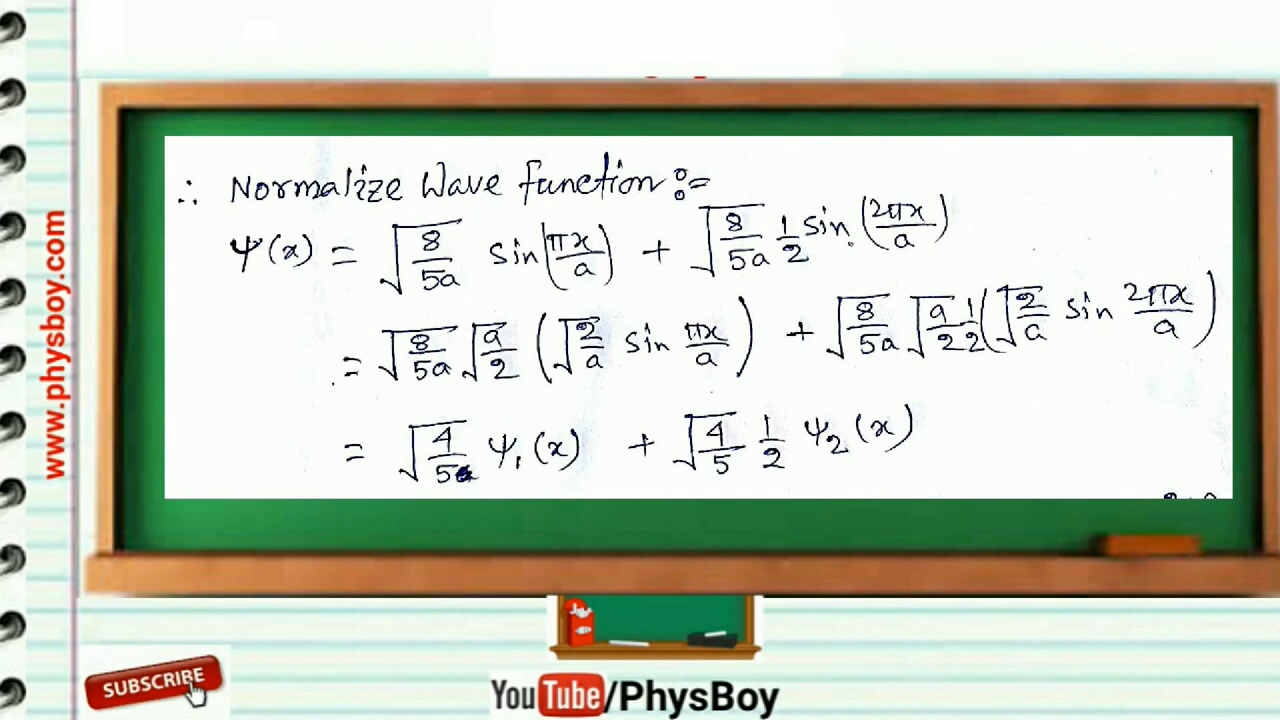 ∴ Normalize Wave function :=
ψ(x) = √(8/5a) sin(πx/a) + √(8/5a) 1/2 sin(2πx/a)
= √(8/5a) √(a/2) (√(2/a) sin πx/a) + √(8/5a) √(a/2) 1/2 (√(2/a) sin 2πx/a)
= √(4/5) ψ₁(x) + √(4/5) 1/2 ψ₂(x)
www.physboy.com
SUBSCRIBE
YouTube/PhysBoy